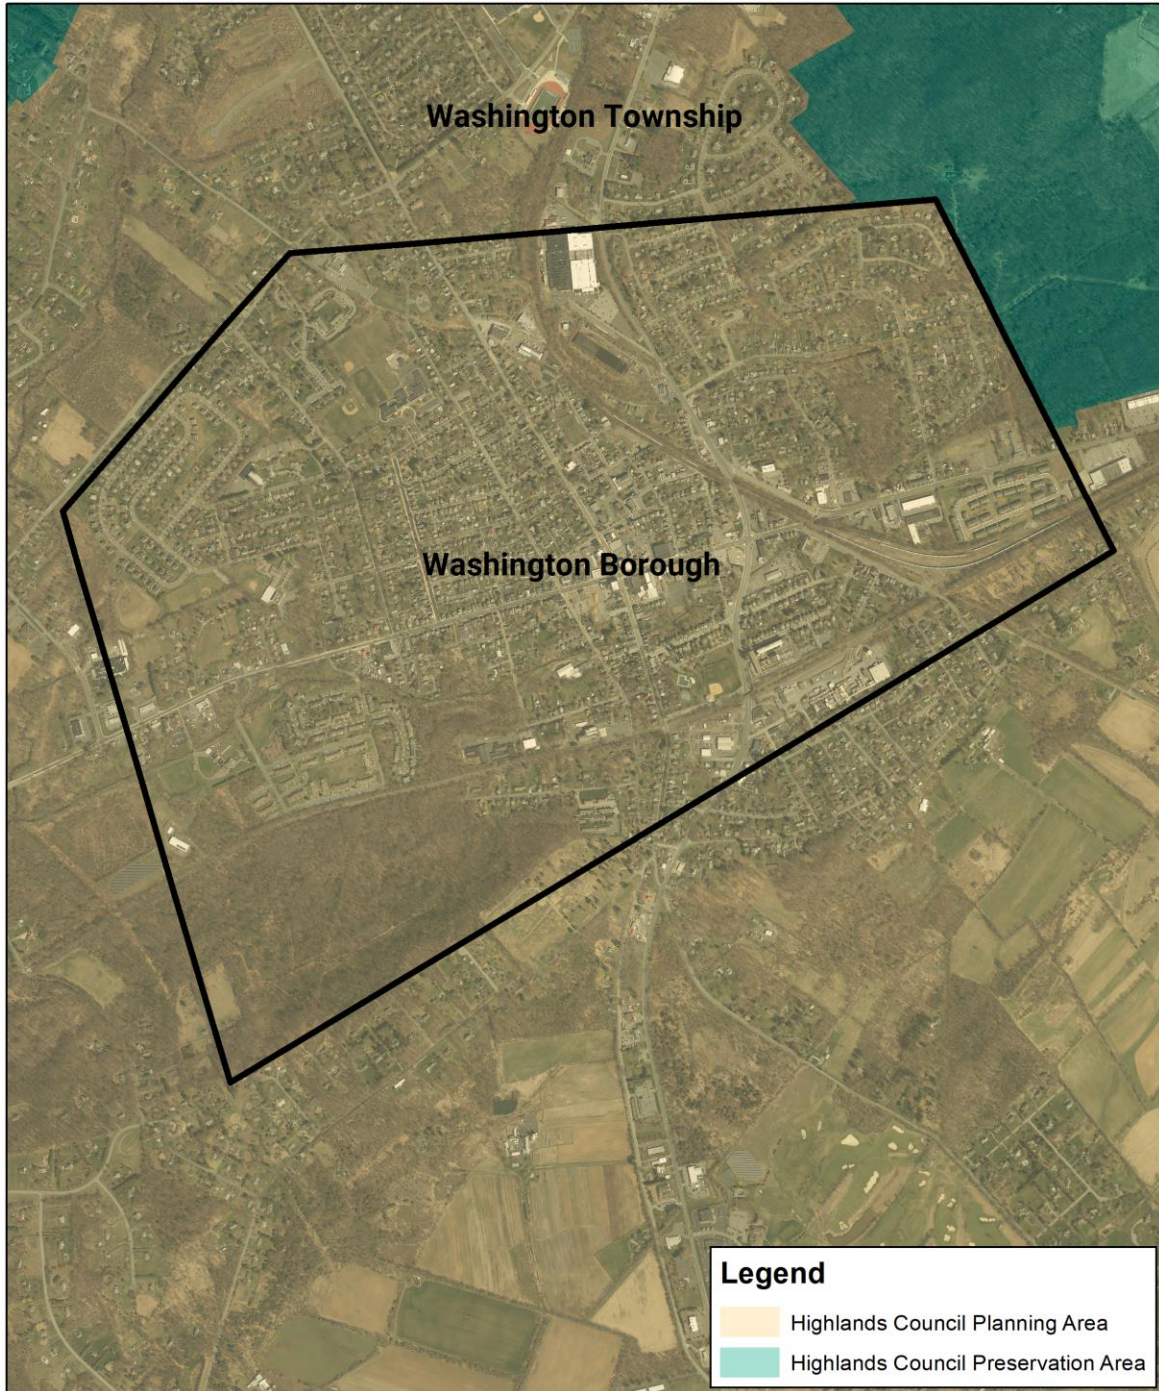 Washington Township
Washington Borough
Legend
Highlands Council Planning Area
Highlands Council Preservation Area